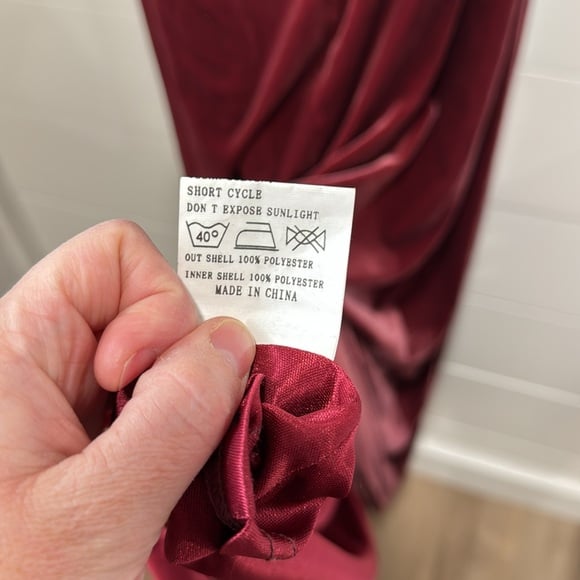 SHORT CYCLE
DON T EXPOSE SUNLIGHT
40°
OUT SHELL 100% POLYESTER
INNER SHELL 100% POLYESTER
MADE IN CHINA